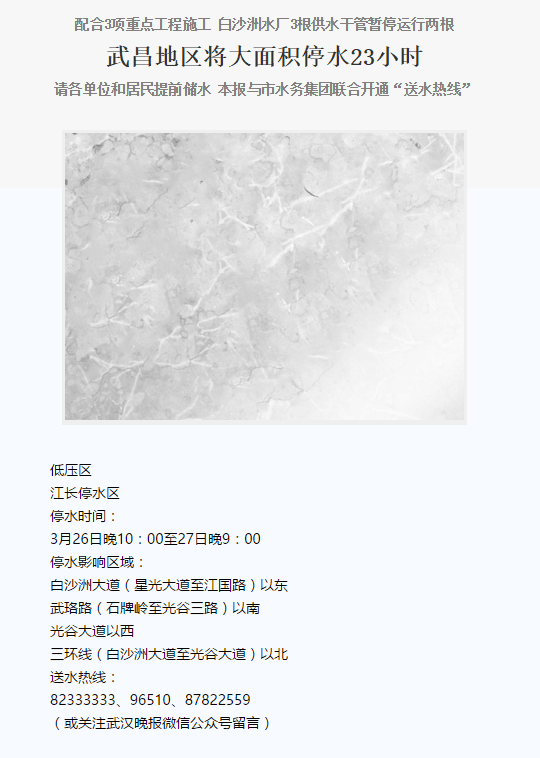 配合3项重点工程施工 白沙洲水厂3根供水干管暂停运行两根
武昌地区将大面积停水23小时
请各单位和居民提前储水 本报与市水务集团联合开通“送水热线”
低压区
江长停水区
停水时间：
3月26日晚10：00至27日晚9：00
停水影响区域：
白沙洲大道（星光大道至江国路）以东
武珞路（石牌岭至光谷三路）以南
光谷大道以西
三环线（白沙洲大道至光谷大道）以北
送水热线：
82333333、96510、87822559
（或关注武汉晚报微信公众号留言）